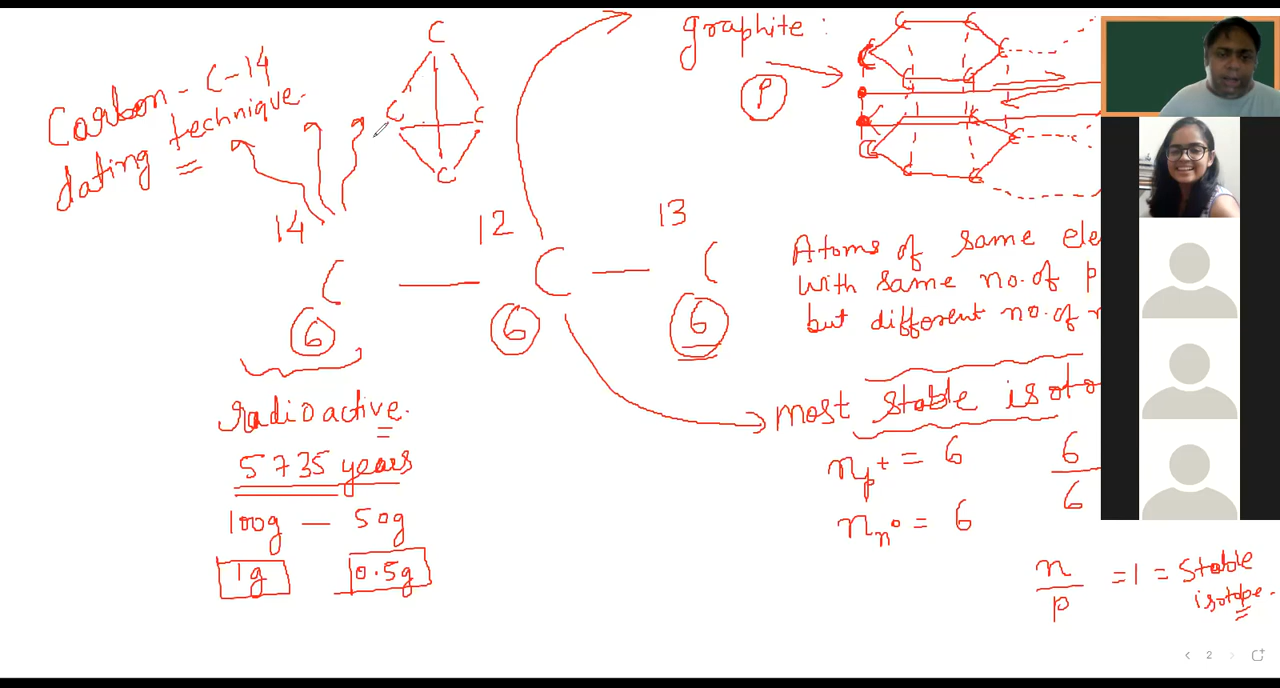 Carbon - C-14
dating technique.
C
C C
C
graphite :
P
C C
C C
C C
C C
C C
C C
14 12 13
C — C — C
6 6 6
radioactive.
5735 years
100g — 50g
1g 0.5g
Atoms of same ele
with same no. of p
but different no. of n
most stable isoto
np+ = 6
nn° = 6
6
6
n
p
= 1 = Stable
isotope.
2